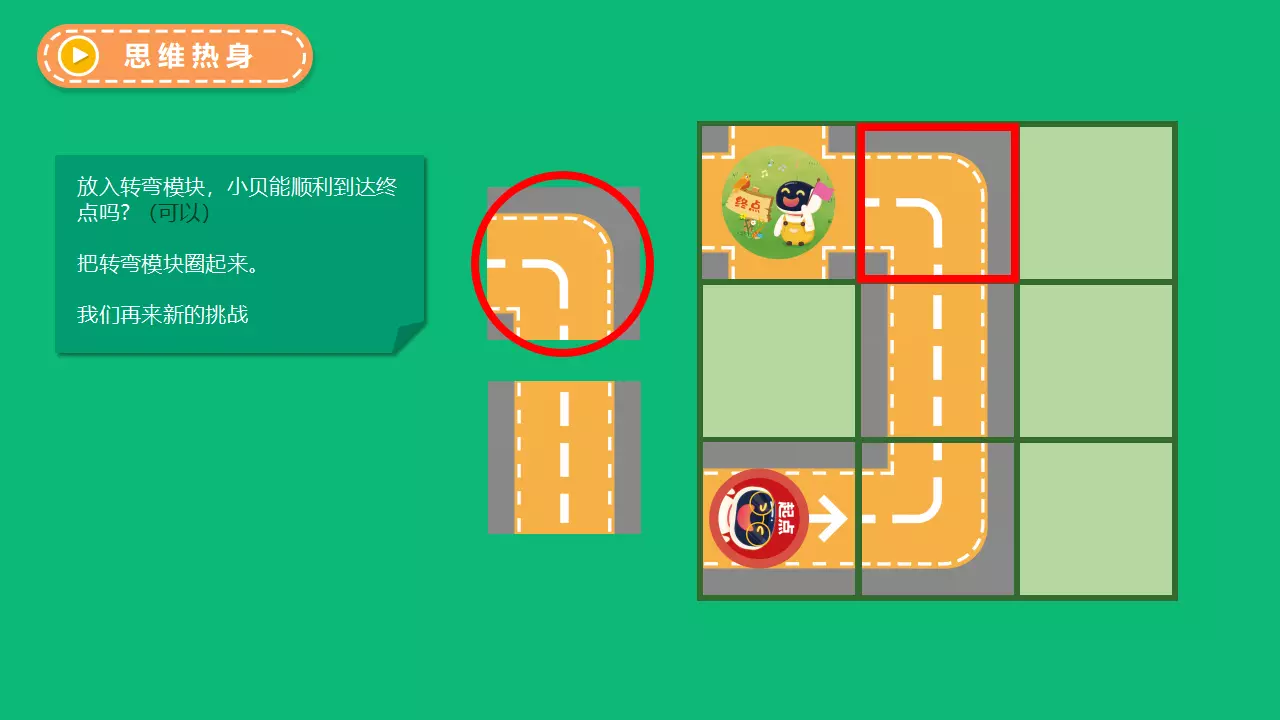 思维热身
放入转弯模块，小贝能顺利到达终
点吗？（可以）
把转弯模块圈起来。
我们再来新的挑战
终点
起点